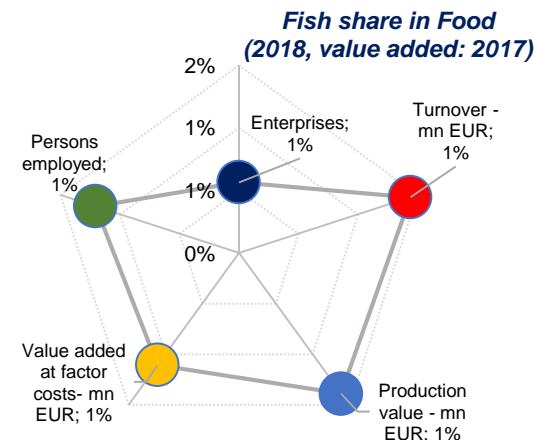 Fish share in Food
(2018, value added: 2017)
2%
Turnover -
mn EUR;
1%
Enterprises;
1%
1%
Persons
employed;
1%
1%
0%
Value added
at factor
costs- mn
EUR; 1%
Production
value - mn
EUR; 1%